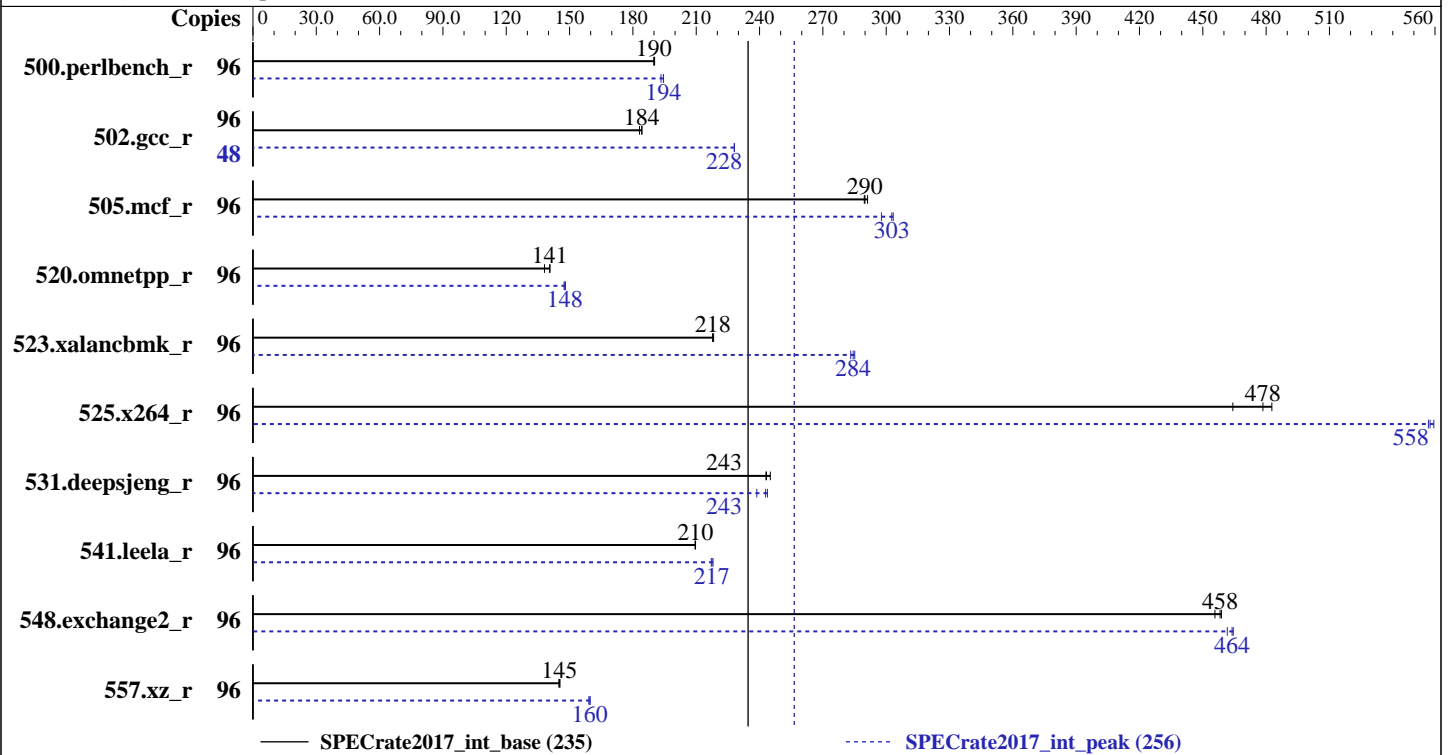 Copies 0 30.0 60.0 90.0 120 150 180 210 240 270 300 330 360 390 420 450 480 510 560
500.perlbench_r 96 190
194
502.gcc_r 96 184
48 228
505.mcf_r 96 290
303
520.omnetpp_r 96 141
148
523.xalancbmk_r 96 218
284
525.x264_r 96 478
558
531.deepsjeng_r 96 243
243
541.leela_r 96 210
217
548.exchange2_r 96 458
464
557.xz_r 96 145
160
SPECrate2017_int_base (235) SPECrate2017_int_peak (256)